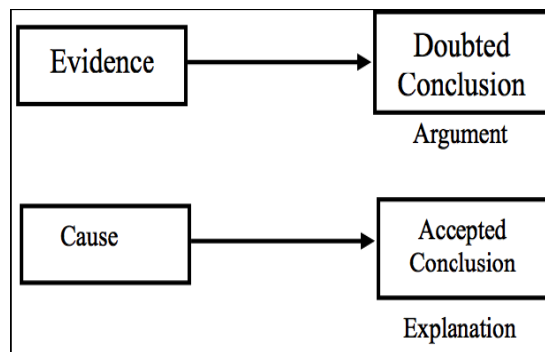 Evidence
Doubted
Conclusion
Argument
Cause
Accepted
Conclusion
Explanation